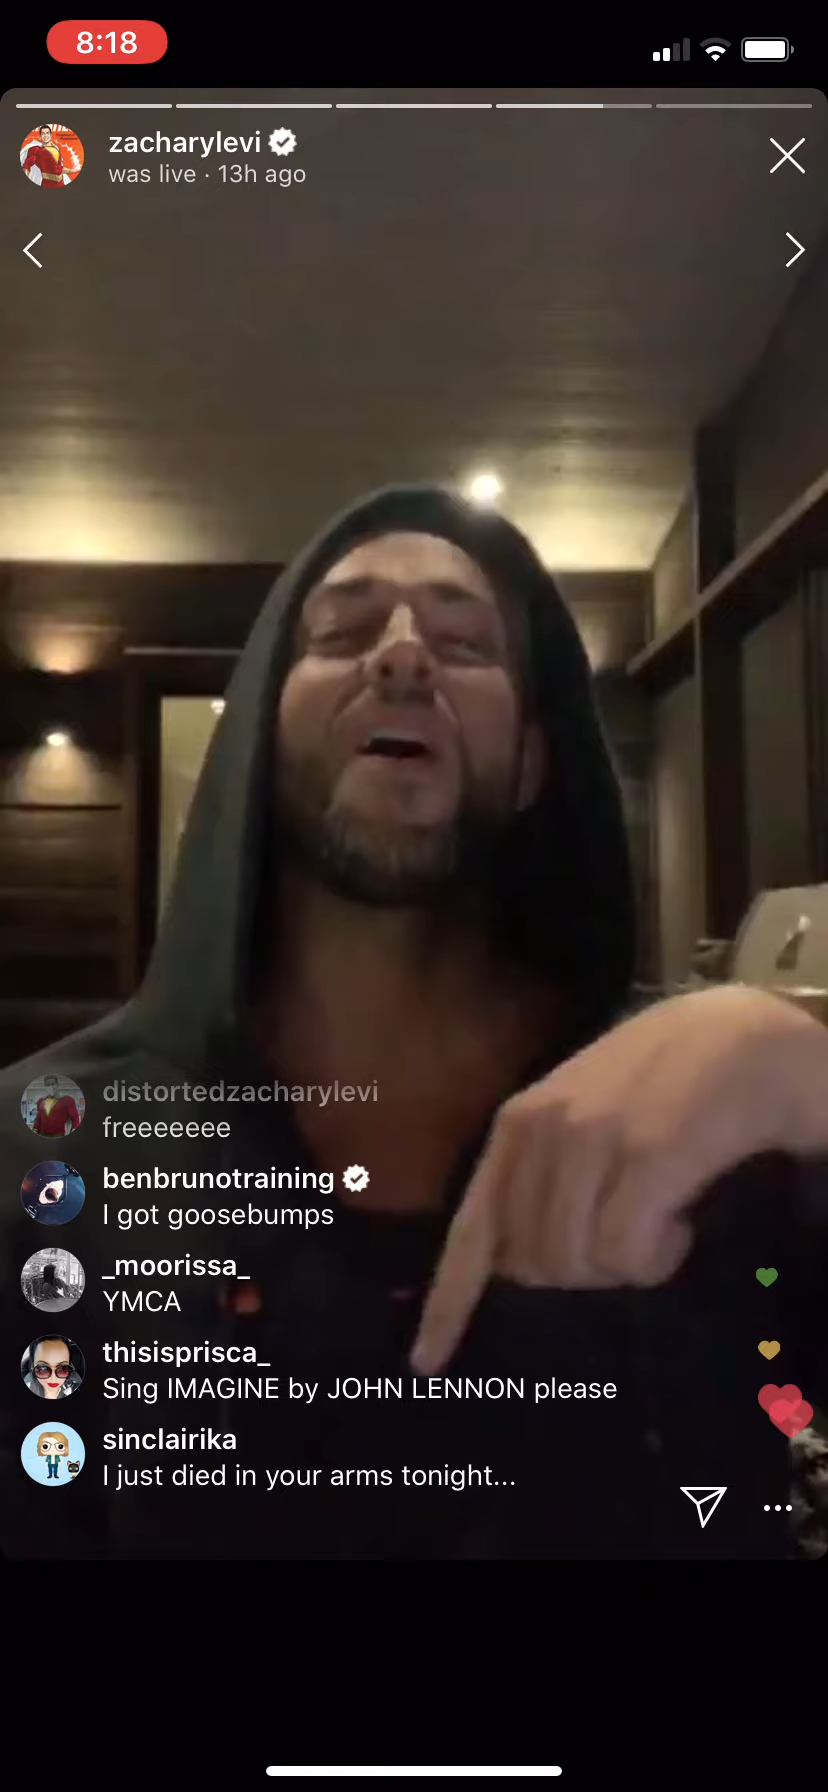 8:18
zacharylevi
was live · 13h ago
distortedzacharylevi
freeeeeee
benbrunotraining
I got goosebumps
_moorissa_
YMCA
thisisprisca_
Sing IMAGINE by JOHN LENNON please
sinclairika
I just died in your arms tonight...